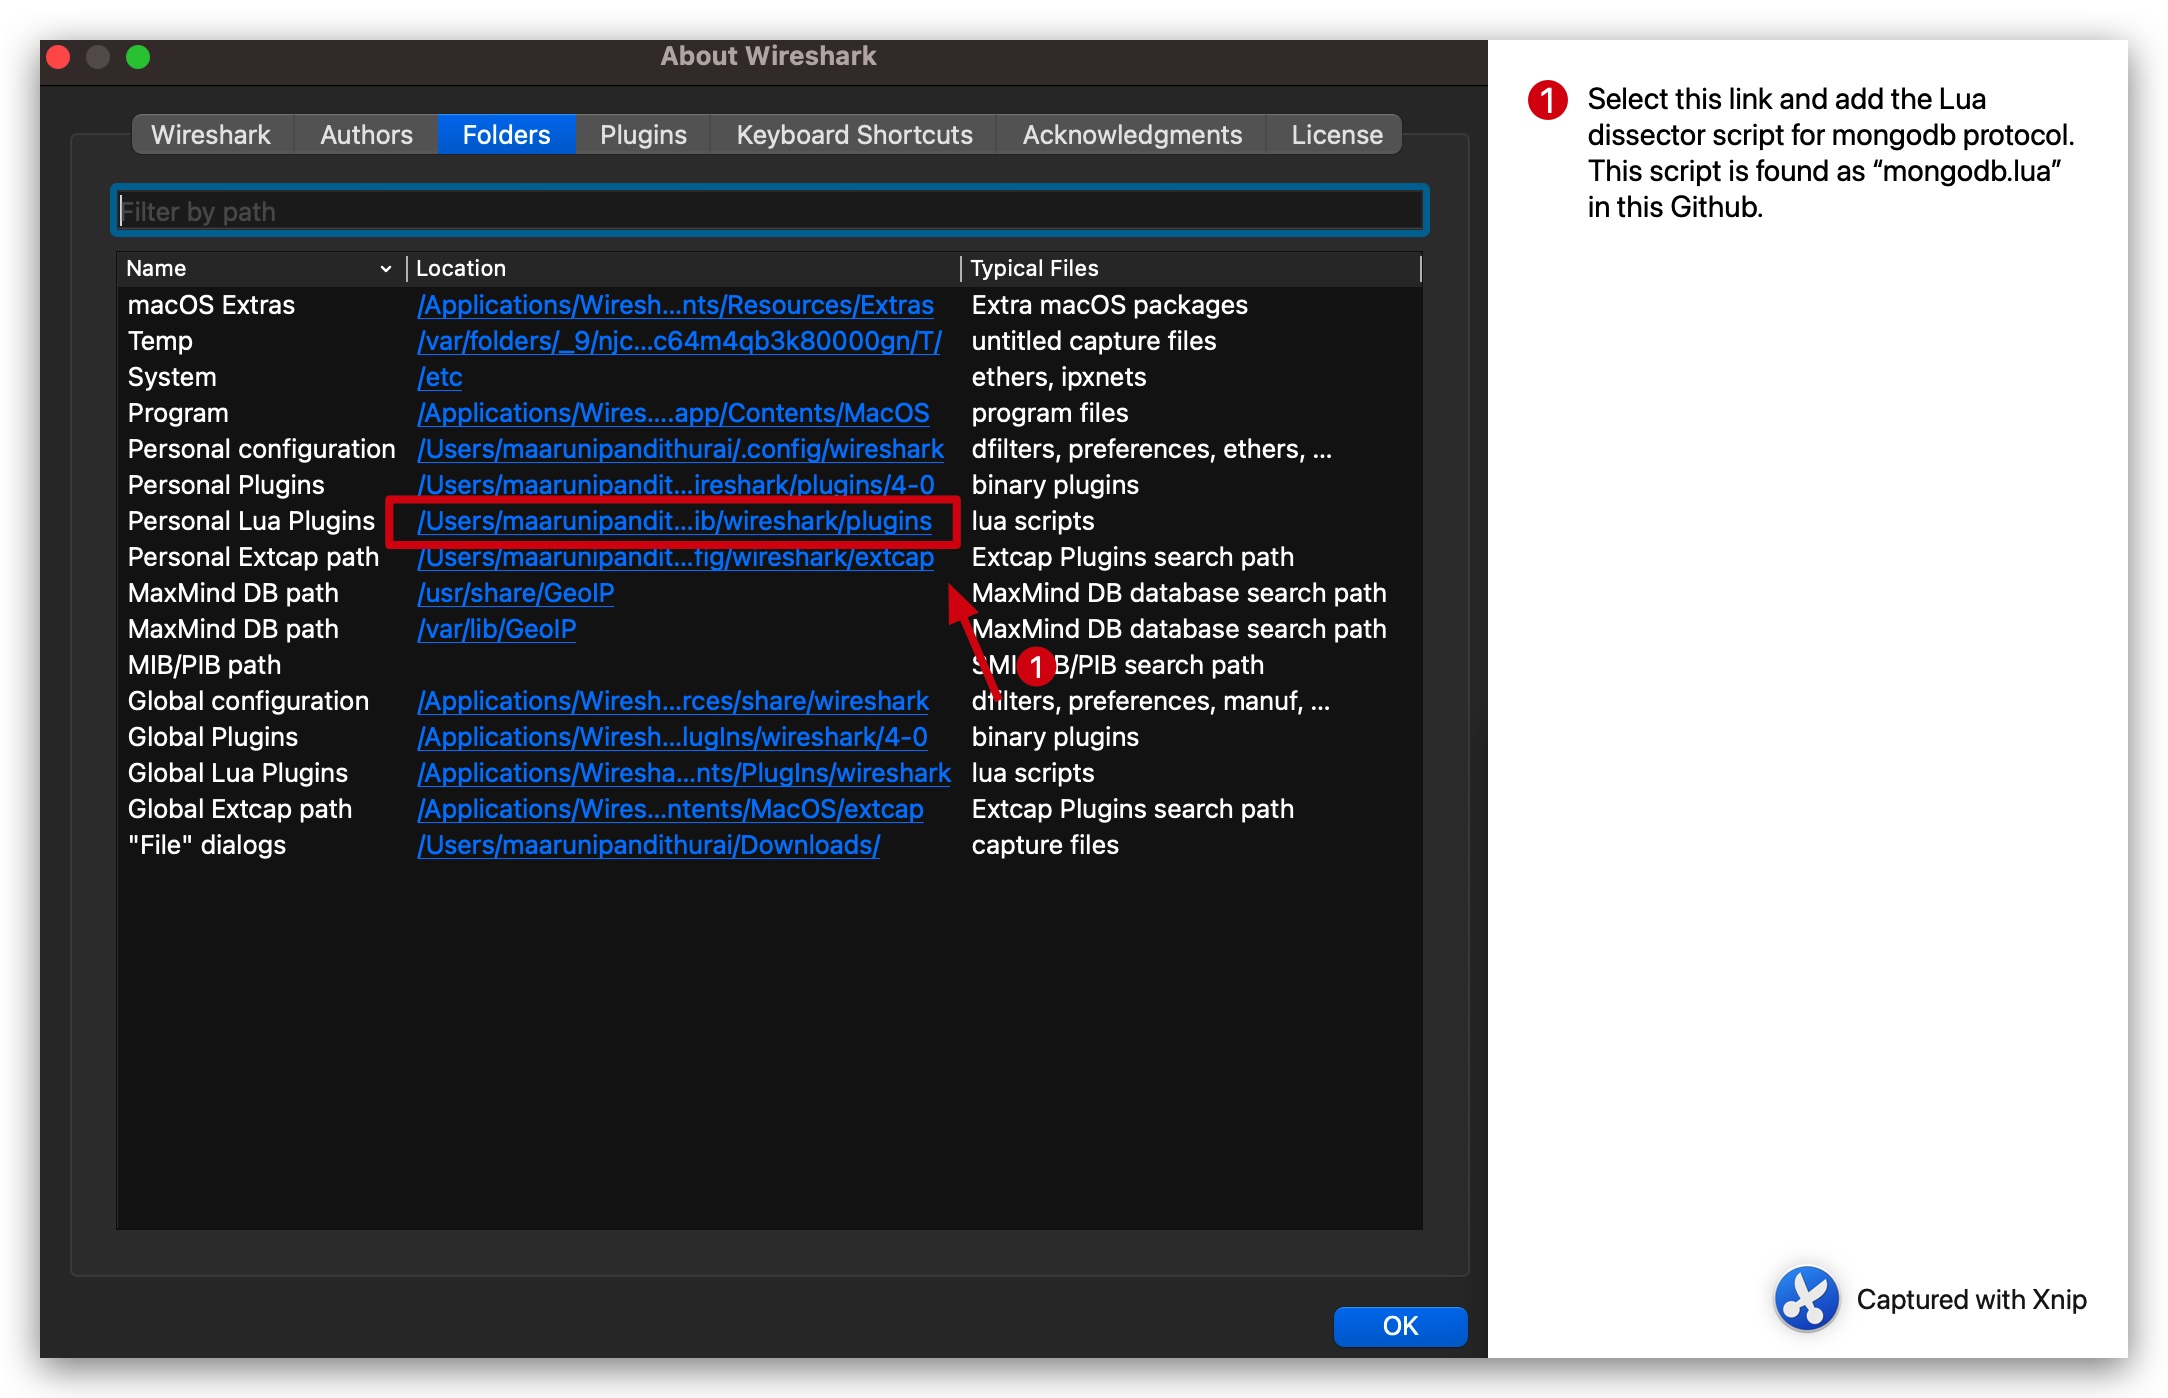 About Wireshark
Wireshark Authors Folders Plugins Keyboard Shortcuts Acknowledgments License
Filter by path
Name Location Typical Files
macOS Extras /Applications/Wiresh...nts/Resources/Extras Extra macOS packages
Temp /var/folders/_9/njc...c64m4qb3k80000gn/T/ untitled capture files
System /etc ethers, ipxnets
Program /Applications/Wires....app/Contents/MacOS program files
Personal configuration /Users/maarunipandithurai/.config/wireshark dfilters, preferences, ethers, ...
Personal Plugins /Users/maarunipandit...ireshark/plugins/4-0 binary plugins
Personal Lua Plugins /Users/maarunipandit...ib/wireshark/plugins lua scripts
Personal Extcap path /Users/maarunipandit...fig/wireshark/extcap Extcap Plugins search path
MaxMind DB path /usr/share/GeoIP MaxMind DB database search path
MaxMind DB path /var/lib/GeoIP MaxMind DB database search path
MIB/PIB path SMI 1 B/PIB search path
Global configuration /Applications/Wiresh...rces/share/wireshark dfilters, preferences, manuf, ...
Global Plugins /Applications/Wiresh...lugIns/wireshark/4-0 binary plugins
Global Lua Plugins /Applications/Wiresha...nts/PlugIns/wireshark lua scripts
Global Extcap path /Applications/Wires...ntents/MacOS/extcap Extcap Plugins search path
"File" dialogs /Users/maarunipandithurai/Downloads/ capture files
OK
1 Select this link and add the Lua
dissector script for mongodb protocol.
This script is found as “mongodb.lua”
in this Github.
Captured with Xnip